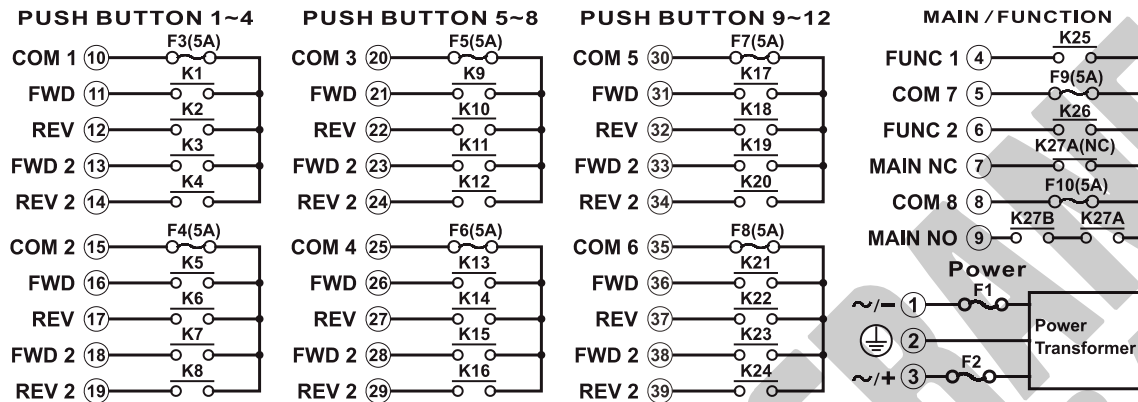 PUSH BUTTON 1~4
COM 1 10 F3(5A)
FWD 11 K1
REV 12 K2
FWD 2 13 K3
REV 2 14 K4
COM 2 15 F4(5A)
FWD 16 K5
REV 17 K6
FWD 2 18 K7
REV 2 19 K8
PUSH BUTTON 5~8
COM 3 20 F5(5A)
FWD 21 K9
REV 22 K10
FWD 2 23 K11
REV 2 24 K12
COM 4 25 F6(5A)
FWD 26 K13
REV 27 K14
FWD 2 28 K15
REV 2 29 K16
PUSH BUTTON 9~12
COM 5 30 F7(5A)
FWD 31 K17
REV 32 K18
FWD 2 33 K19
REV 2 34 K20
COM 6 35 F8(5A)
FWD 36 K21
REV 37 K22
FWD 2 38 K23
REV 2 39 K24
MAIN / FUNCTION
FUNC 1 4 K25
COM 7 5 F9(5A)
FUNC 2 6 K26
MAIN NC 7 K27A(NC)
COM 8 8 F10(5A)
MAIN NO 9 K27B K27A
Power
~/- 1 F1
2
~/+ 3 F2
Power
Transformer